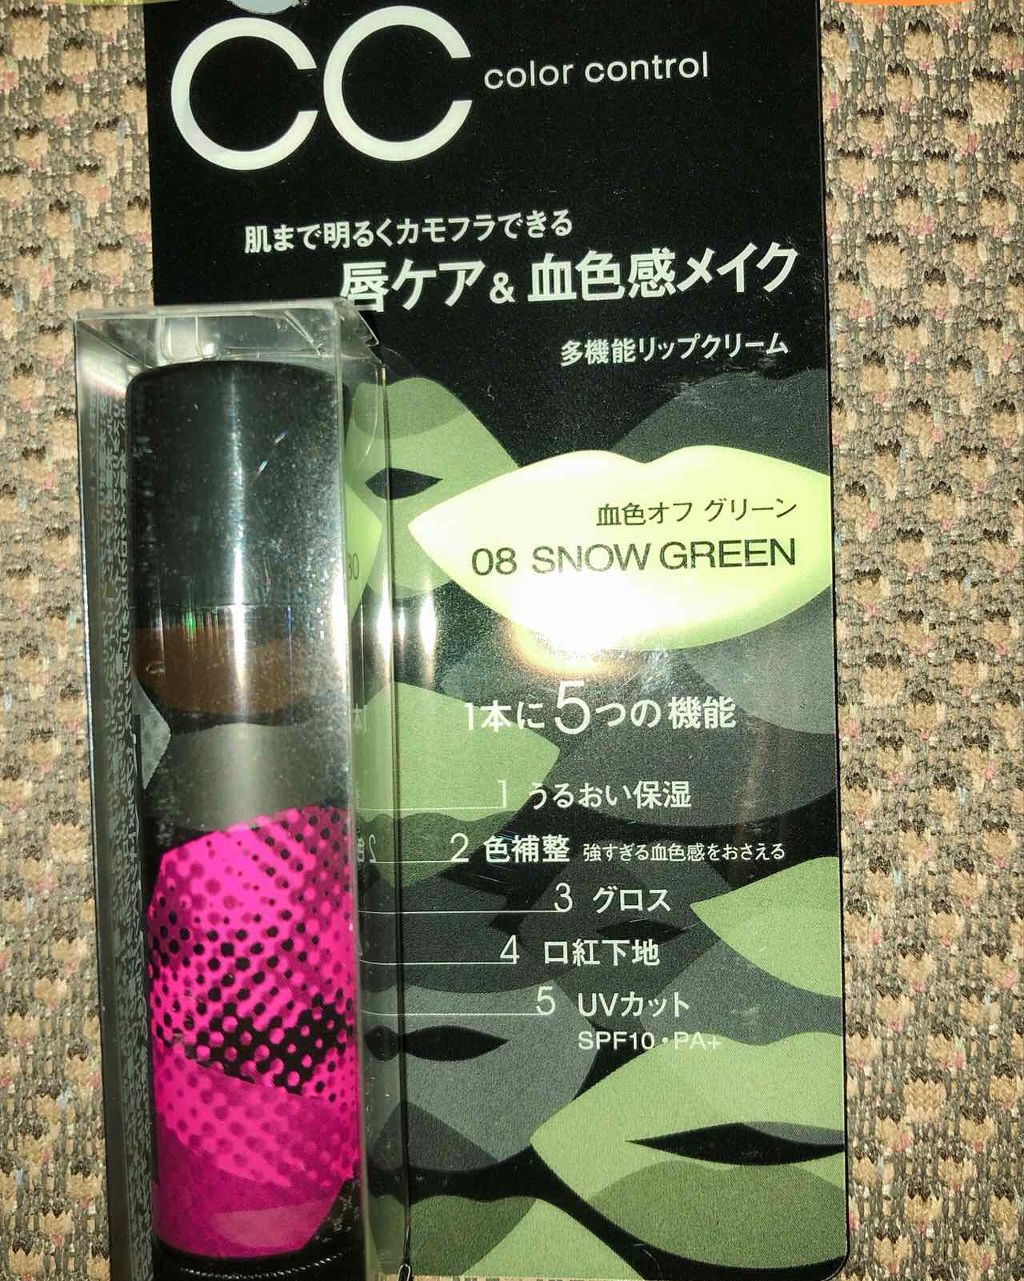 CC
color control
肌まで明るくカモフラできる
唇ケア & 血色感メイク
多機能リップクリーム
血色オフ グリーン
08 SNOW GREEN
1本に5つの機能
1 うるおい保湿
2 色補整 強すぎる血色感をおさえる
3 グロス
4 口紅下地
5 UVカット
SPF10・PA+